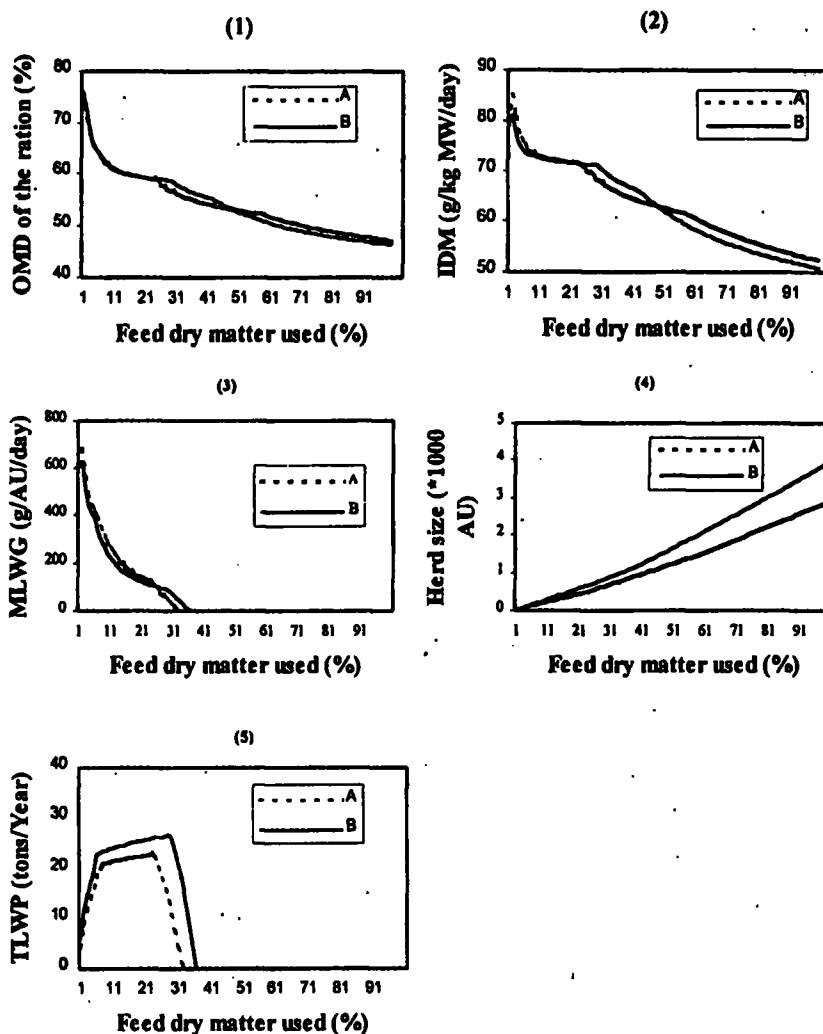 (1)
OMD of the ration (%)
80
70
60
50
40
A
B
1 11 21 31 41 51 61 71 81 91
Feed dry matter used (%)
(2)
IDM (g/kg MW/day)
90
80
70
60
50
A
B
1 11 21 31 41 51 61 71 81 91
Feed dry matter used (%)
(3)
MLWG (g/AU/day)
800
600
400
200
0
A
B
1 11 21 31 41 51 61 71 81 91
Feed dry matter used (%)
(4)
Herd size (*1000
AU)
5
4
3
2
1
0
A
B
1 11 21 31 41 51 61 71 81 91
Feed dry matter used (%)
(5)
TLWP (tons/Year)
40
30
20
10
0
A
B
1 11 21 31 41 51 61 71 81 91
Feed dry matter used (%)